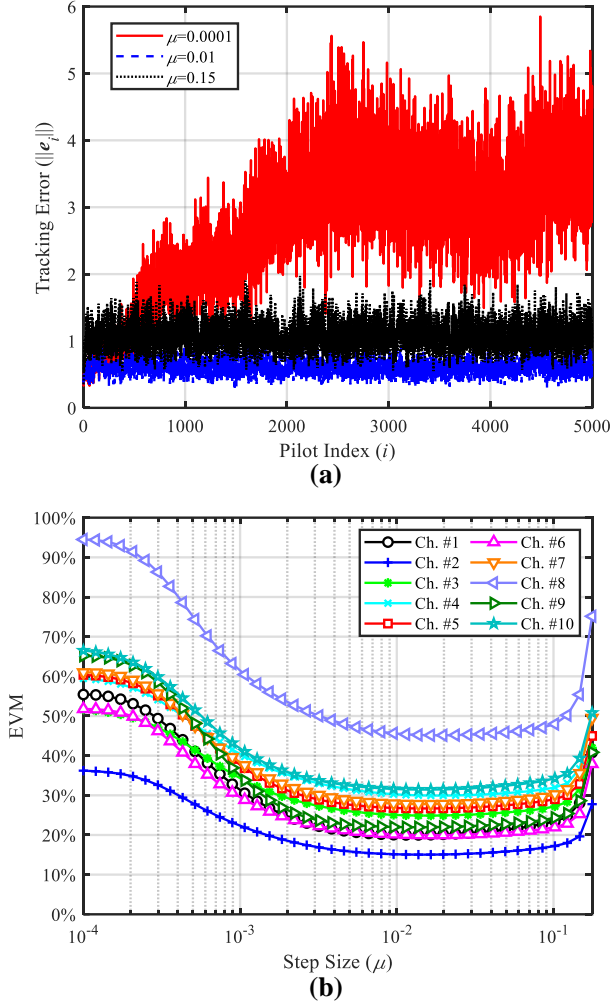 6
5
4
3
2
1
0
Tracking Error (||e_i||)
μ=0.0001
μ=0.01
μ=0.15
0 1000 2000 3000 4000 5000
Pilot Index (i)
(a)
100%
90%
80%
70%
60%
50%
40%
30%
20%
10%
0%
EVM
Ch. #1 Ch. #6
Ch. #2 Ch. #7
Ch. #3 Ch. #8
Ch. #4 Ch. #9
Ch. #5 Ch. #10
10^-4 10^-3 10^-2 10^-1
Step Size (μ)
(b)